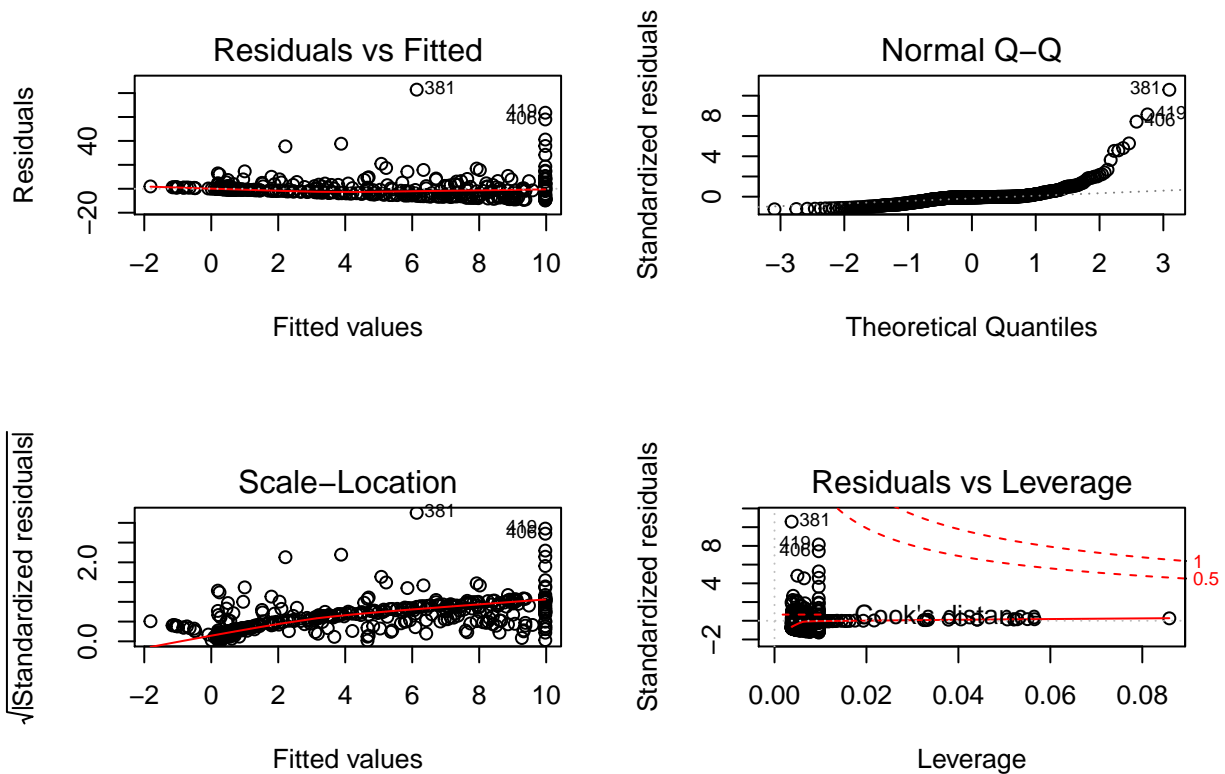 Residuals vs Fitted
Residuals
-20
40
381
419
406
−2 0 2 4 6 8 10
Fitted values
Normal Q−Q
Standardized residuals
0
4
8
381
419
406
−3 −2 −1 0 1 2 3
Theoretical Quantiles
Scale−Location
√|Standardized residuals|
0.0
2.0
381
419
406
−2 0 2 4 6 8 10
Fitted values
Residuals vs Leverage
Standardized residuals
−2
4
8
381
419
406
1
0.5
Cook's distance
0.00 0.02 0.04 0.06 0.08
Leverage